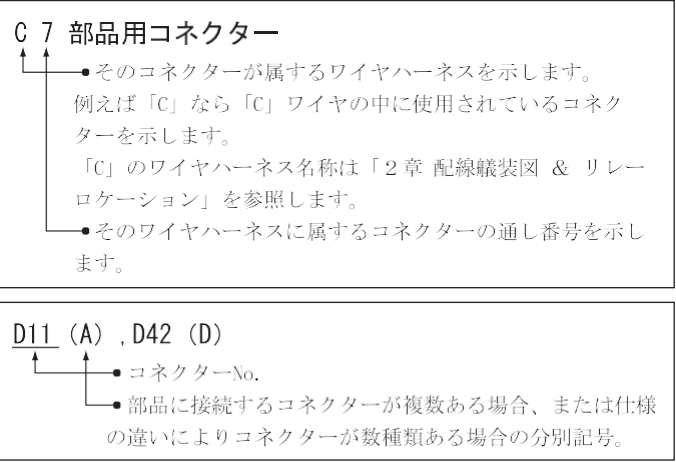 C 7 部品用コネクター
●そのコネクターが属するワイヤハーネスを示します。
例えば「C」なら「C」ワイヤの中に使用されているコネク
ターを示します。
「C」のワイヤハーネス名称は「２章 配線艤装図 ＆ リレー
ロケーション」を参照します。
●そのワイヤハーネスに属するコネクターの通し番号を示し
ます。
D11 (A) ,D42 (D)
●コネクターNo.
●部品に接続するコネクターが複数ある場合、または仕様
の違いによりコネクターが数種類ある場合の分別記号。